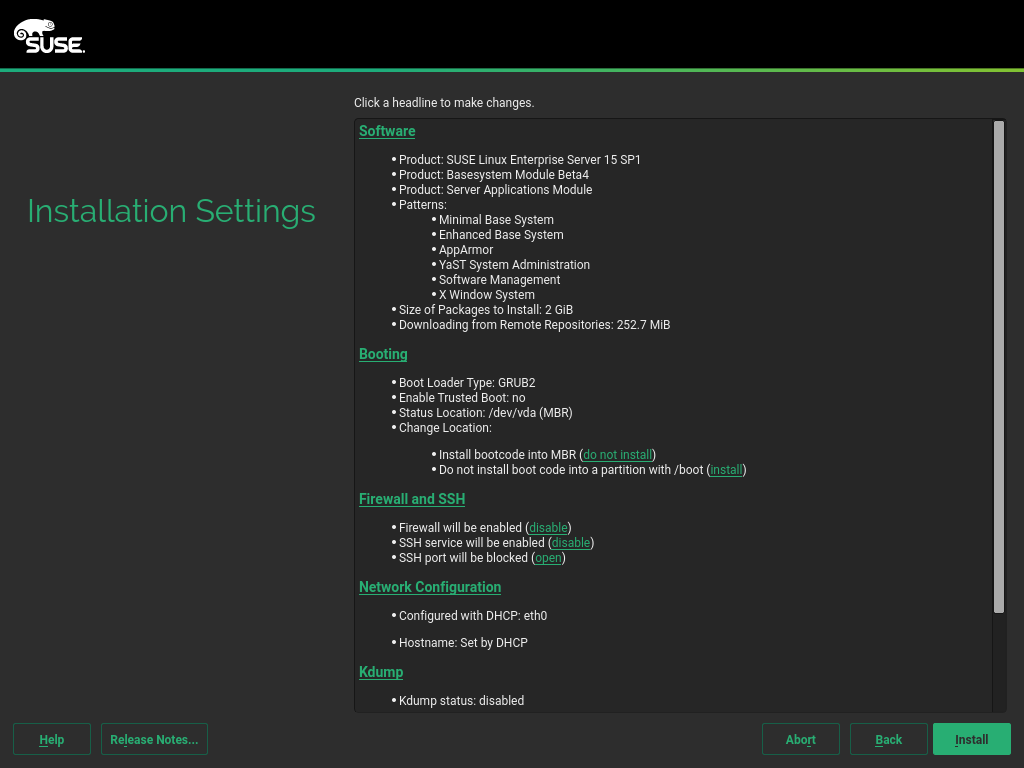 SUSE.
Click a headline to make changes.
Installation Settings
Software
• Product: SUSE Linux Enterprise Server 15 SP1
• Product: Basesystem Module Beta4
• Product: Server Applications Module
• Patterns:
• Minimal Base System
• Enhanced Base System
• AppArmor
• YaST System Administration
• Software Management
• X Window System
• Size of Packages to Install: 2 GiB
• Downloading from Remote Repositories: 252.7 MiB
Booting
• Boot Loader Type: GRUB2
• Enable Trusted Boot: no
• Status Location: /dev/vda (MBR)
• Change Location:
• Install bootcode into MBR (do not install)
• Do not install boot code into a partition with /boot (install)
Firewall and SSH
• Firewall will be enabled (disable)
• SSH service will be enabled (disable)
• SSH port will be blocked (open)
Network Configuration
• Configured with DHCP: eth0
• Hostname: Set by DHCP
Kdump
• Kdump status: disabled
Help Release Notes... Abort Back Install